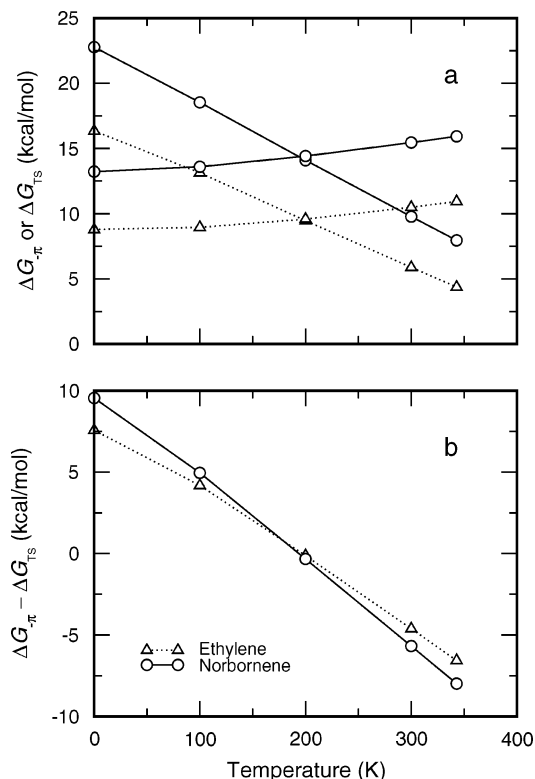 25
20
15
10
5
0
a
ΔG-π or ΔGTS (kcal/mol)
10
5
0
-5
-10
b
ΔG-π − ΔGTS (kcal/mol)
Ethylene
Norbornene
0 100 200 300 400
Temperature (K)